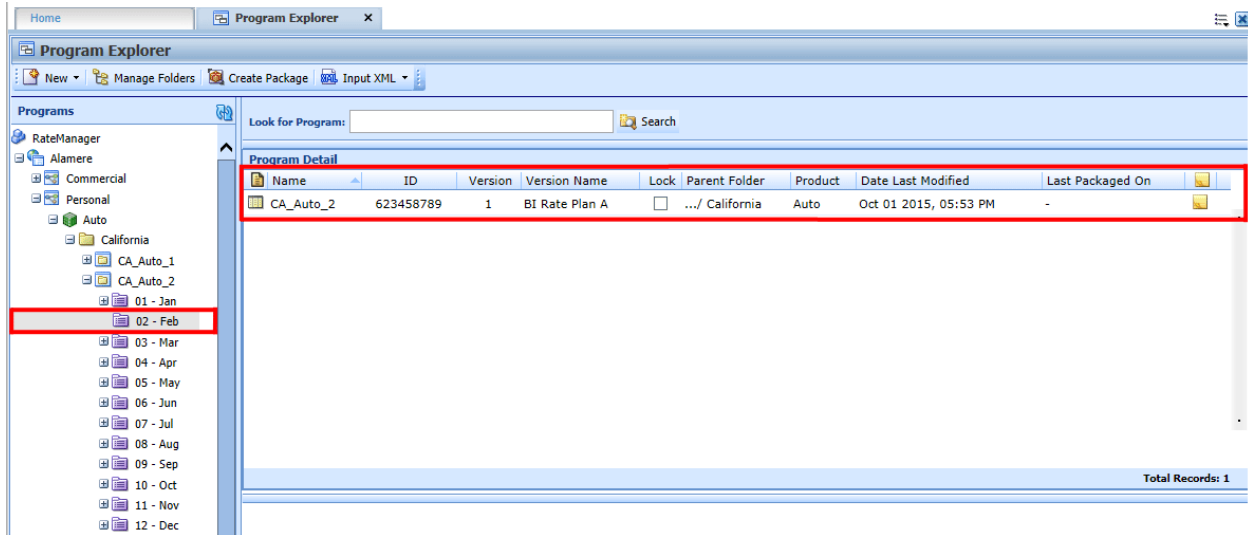 Home
Program Explorer x
Program Explorer
New Manage Folders Create Package Input XML
Programs
RateManager
Alamere
Commercial
Personal
Auto
California
CA_Auto_1
CA_Auto_2
01 - Jan
02 - Feb
03 - Mar
04 - Apr
05 - May
06 - Jun
07 - Jul
08 - Aug
09 - Sep
10 - Oct
11 - Nov
12 - Dec
Look for Program: Search
Program Detail
Name ID Version Version Name Lock Parent Folder Product Date Last Modified Last Packaged On
CA_Auto_2 623458789 1 BI Rate Plan A .../ California Auto Oct 01 2015, 05:53 PM -
Total Records: 1